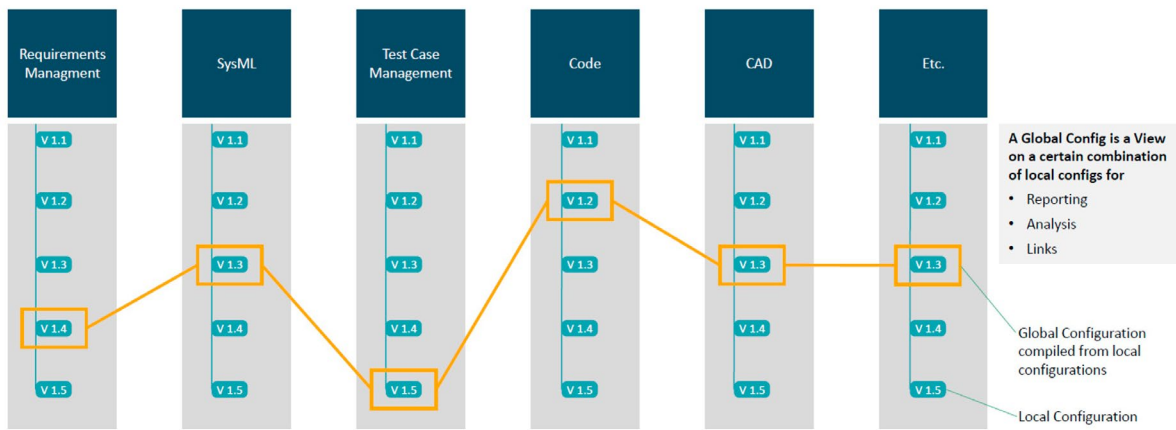 Requirements
Managment
SysML
Test Case
Management
Code
CAD
Etc.
V 1.1
V 1.1
V 1.1
V 1.1
V 1.1
V 1.1
V 1.2
V 1.2
V 1.2
V 1.2
V 1.2
V 1.2
V 1.3
V 1.3
V 1.3
V 1.3
V 1.3
V 1.3
V 1.4
V 1.4
V 1.4
V 1.4
V 1.4
V 1.4
V 1.5
V 1.5
V 1.5
V 1.5
V 1.5
V 1.5
A Global Config is a View
on a certain combination
of local configs for
• Reporting
• Analysis
• Links
Global Configuration
compiled from local
configurations
Local Configuration